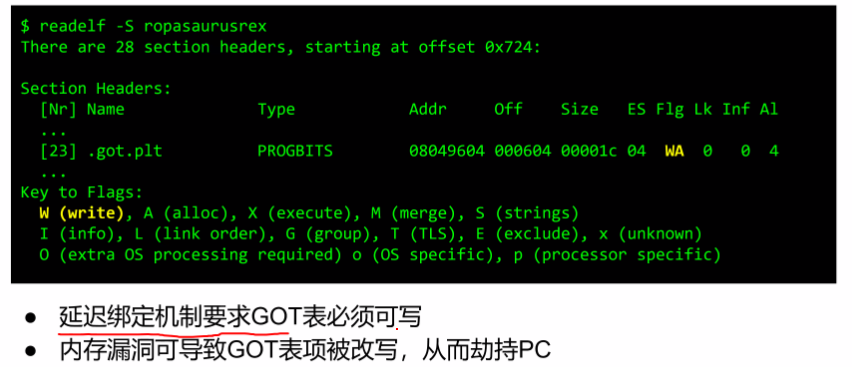 $ readelf -S ropasaurusrex
There are 28 section headers, starting at offset 0x724:
Section Headers:
[Nr] Name Type Addr Off Size ES Flg Lk Inf Al
...
[23] .got.plt PROGBITS 08049604 000604 00001c 04 WA 0 0 4
...
Key to Flags:
W (write), A (alloc), X (execute), M (merge), S (strings)
I (info), L (link order), G (group), T (TLS), E (exclude), x (unknown)
O (extra OS processing required) o (OS specific), p (processor specific)
● 延迟绑定机制要求GOT表必须可写
● 内存漏洞可导致GOT表项被改写，从而劫持PC